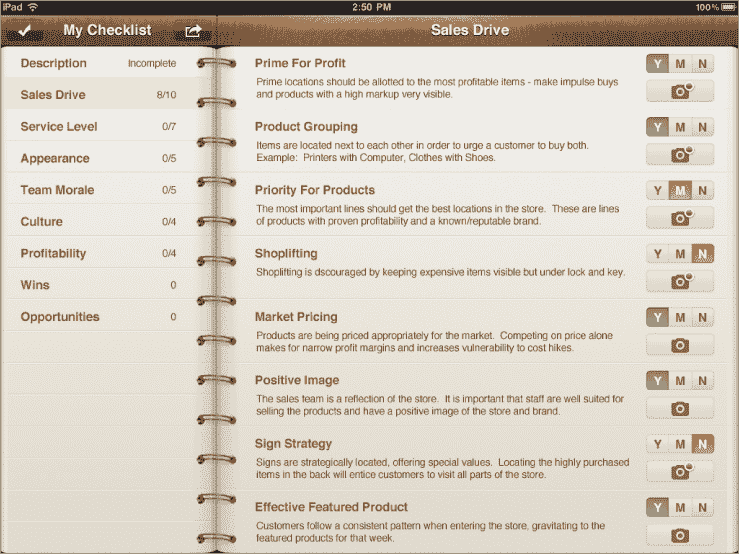 iPad 2:50 PM 100%
My Checklist
Sales Drive
Description Incomplete
Sales Drive 8/10
Service Level 0/7
Appearance 0/5
Team Morale 0/5
Culture 0/4
Profitability 0/4
Wins 0
Opportunities 0
Prime For Profit
Y M N
Prime locations should be allotted to the most profitable items - make impulse buys
and products with a high markup very visible.
Product Grouping
Y M N
Items are located next to each other in order to urge a customer to buy both.
Example: Printers with Computer, Clothes with Shoes.
Priority For Products
Y M N
The most important lines should get the best locations in the store. These are lines
of products with proven profitability and a known/reputable brand.
Shoplifting
Y M N
Shoplifting is dscouraged by keeping expensive items visible but under lock and key.
Market Pricing
Y M N
Products are being priced appropriately for the market. Competing on price alone
makes for narrow profit margins and increases vulnerability to cost hikes.
Positive Image
Y M N
The sales team is a reflection of the store. It is important that staff are well suited for
selling the products and have a positive image of the store and brand.
Sign Strategy
Y M N
Signs are strategically located, offering special values. Locating the highly purchased
items in the back will entice customers to visit all parts of the store.
Effective Featured Product
Y M N
Customers follow a consistent pattern when entering the store, gravitating to the
featured products for that week.